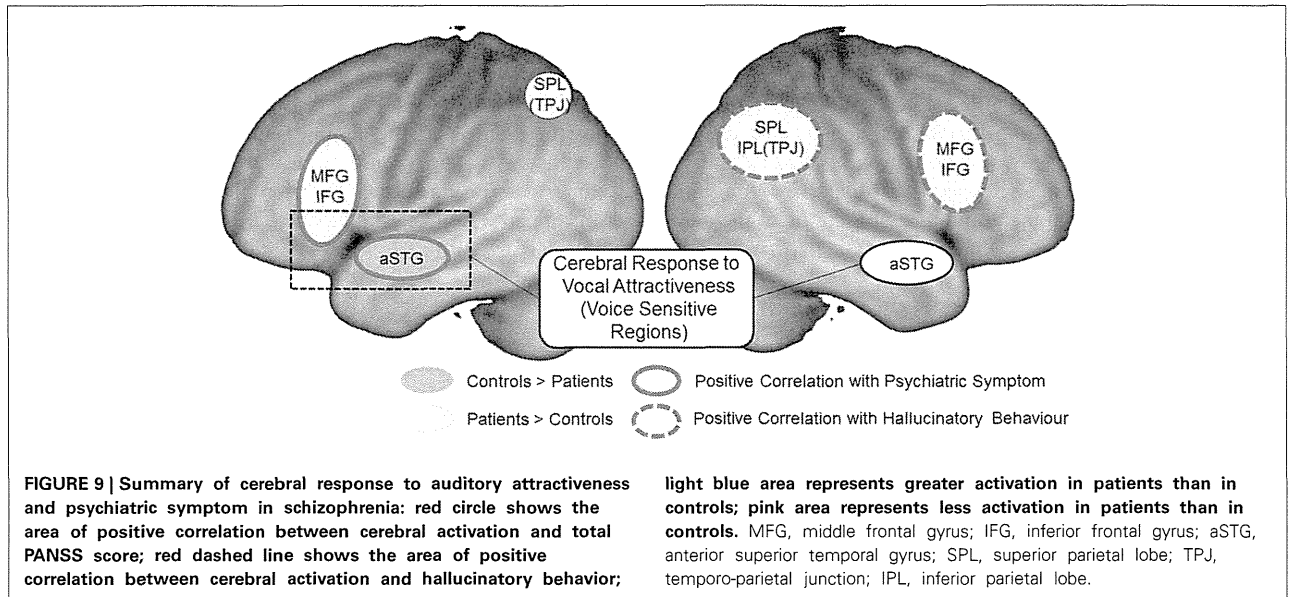 SPL
(TPJ)
MFG
IFG
aSTG
SPL
IPL(TPJ)
MFG
IFG
aSTG
Cerebral Response to
Vocal Attractiveness
(Voice Sensitive
Regions)
Controls > Patients
Positive Correlation with Psychiatric Symptom
Patients > Controls
Positive Correlation with Hallucinatory Behaviour
FIGURE 9 | Summary of cerebral response to auditory attractiveness
and psychiatric symptom in schizophrenia: red circle shows the
area of positive correlation between cerebral activation and total
PANSS score; red dashed line shows the area of positive
correlation between cerebral activation and hallucinatory behavior;
light blue area represents greater activation in patients than in
controls; pink area represents less activation in patients than in
controls. MFG, middle frontal gyrus; IFG, inferior frontal gyrus; aSTG,
anterior superior temporal gyrus; SPL, superior parietal lobe; TPJ,
temporo-parietal junction; IPL, inferior parietal lobe.